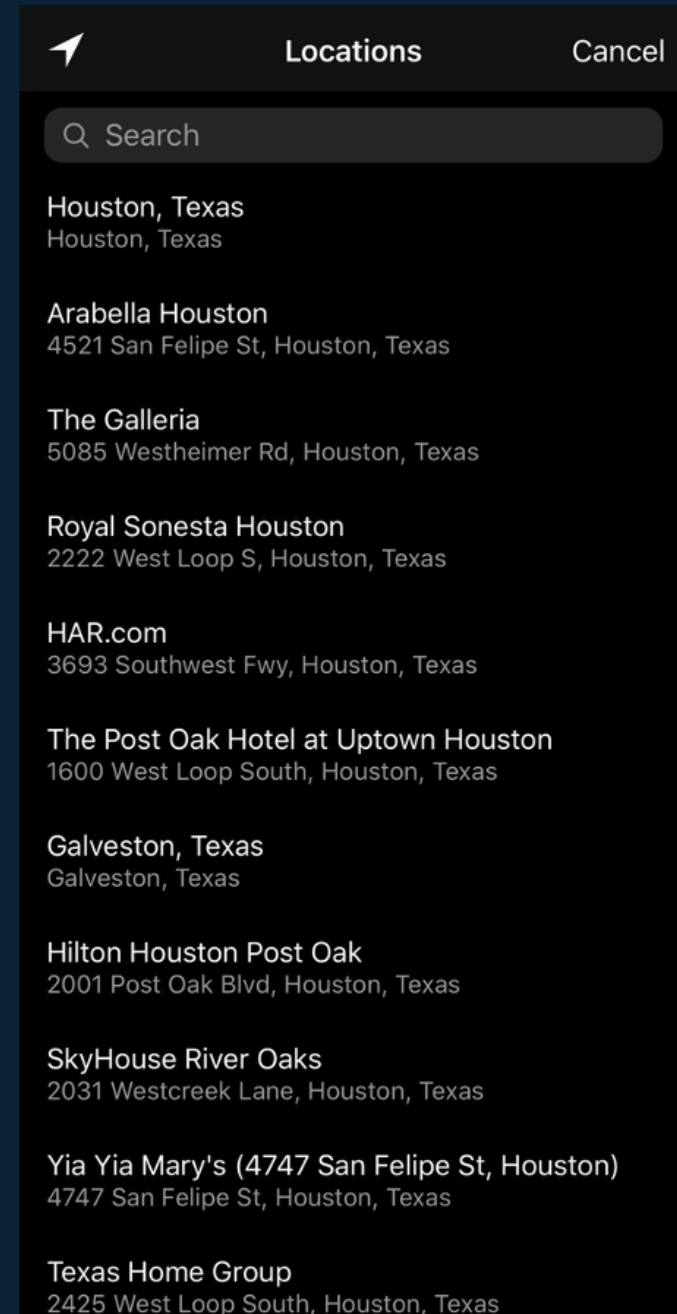 Locations
Cancel
Search
Houston, Texas
Houston, Texas
Arabella Houston
4521 San Felipe St, Houston, Texas
The Galleria
5085 Westheimer Rd, Houston, Texas
Royal Sonesta Houston
2222 West Loop S, Houston, Texas
HAR.com
3693 Southwest Fwy, Houston, Texas
The Post Oak Hotel at Uptown Houston
1600 West Loop South, Houston, Texas
Galveston, Texas
Galveston, Texas
Hilton Houston Post Oak
2001 Post Oak Blvd, Houston, Texas
SkyHouse River Oaks
2031 Westcreek Lane, Houston, Texas
Yia Yia Mary's (4747 San Felipe St, Houston)
4747 San Felipe St, Houston, Texas
Texas Home Group
2425 West Loop South, Houston, Texas